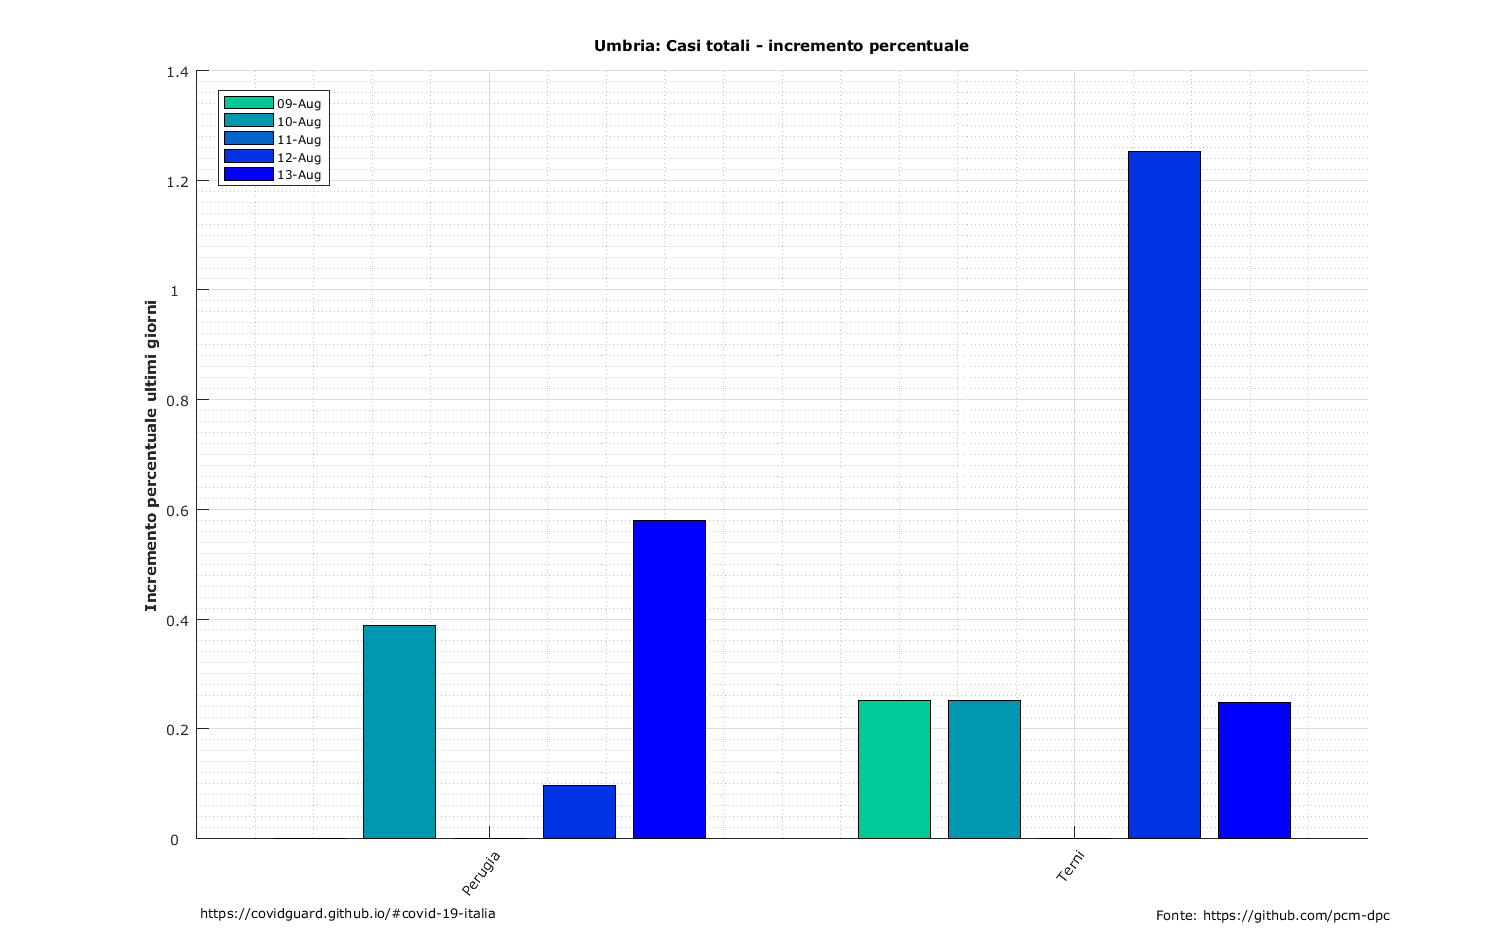 Umbria: Casi totali - incremento percentuale
1.4
1.2
1
0.8
0.6
0.4
0.2
0
Incremento percentuale ultimi giorni
09-Aug
10-Aug
11-Aug
12-Aug
13-Aug
Perugia
Terni
https://covidguard.github.io/#covid-19-italia
Fonte: https://github.com/pcm-dpc